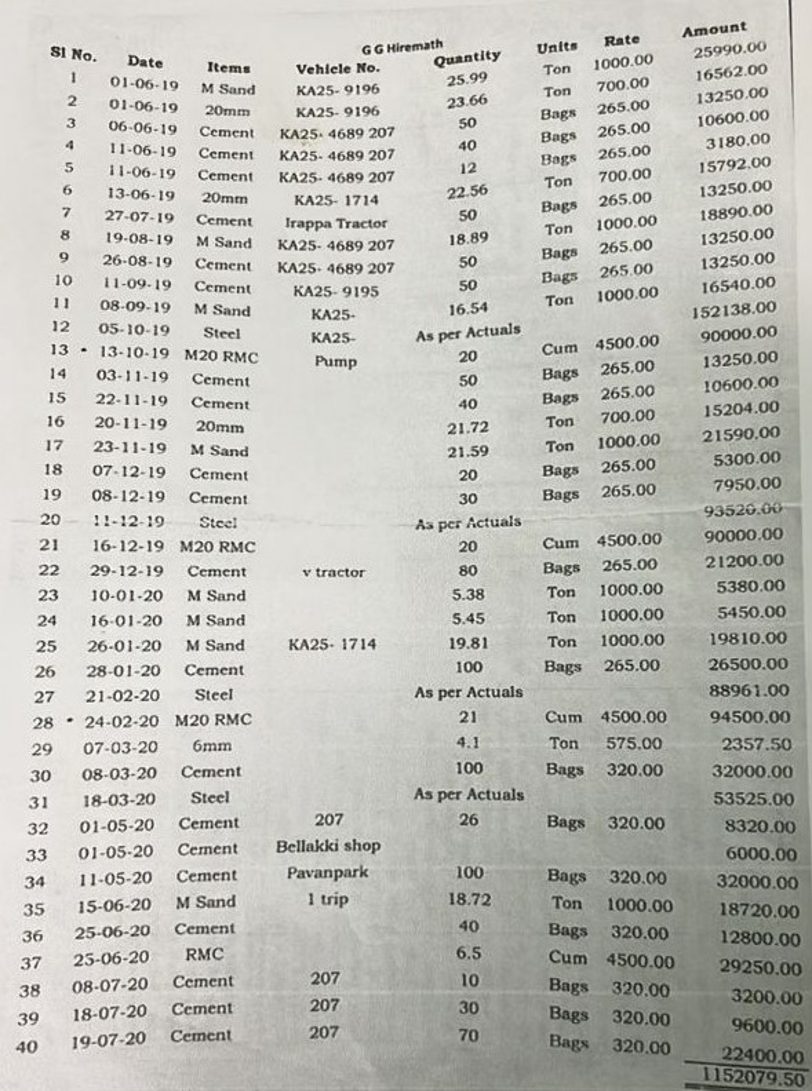 G G Hiremath
Sl No. Date Items Vehicle No. Quantity Units Rate Amount
1 01-06-19 M Sand KA25- 9196 25.99 Ton 1000.00 25990.00
2 01-06-19 20mm KA25- 9196 23.66 Ton 700.00 16562.00
3 06-06-19 Cement KA25- 4689 207 50 Bags 265.00 13250.00
4 11-06-19 Cement KA25- 4689 207 40 Bags 265.00 10600.00
5 11-06-19 Cement KA25- 4689 207 12 Bags 265.00 3180.00
6 13-06-19 20mm KA25- 1714 22.56 Ton 700.00 15792.00
7 27-07-19 Cement Irappa Tractor 50 Bags 265.00 13250.00
8 19-08-19 M Sand KA25- 4689 207 18.89 Ton 1000.00 18890.00
9 26-08-19 Cement KA25- 4689 207 50 Bags 265.00 13250.00
10 11-09-19 Cement KA25- 9195 50 Bags 265.00 13250.00
11 08-09-19 M Sand KA25- 16.54 Ton 1000.00 16540.00
12 05-10-19 Steel KA25- As per Actuals 152138.00
13 • 13-10-19 M20 RMC Pump 20 Cum 4500.00 90000.00
14 03-11-19 Cement 50 Bags 265.00 13250.00
15 22-11-19 Cement 40 Bags 265.00 10600.00
16 20-11-19 20mm 21.72 Ton 700.00 15204.00
17 23-11-19 M Sand 21.59 Ton 1000.00 21590.00
18 07-12-19 Cement 20 Bags 265.00 5300.00
19 08-12-19 Cement 30 Bags 265.00 7950.00
20 11-12-19 Steel As per Actuals 93520.00
21 16-12-19 M20 RMC 20 Cum 4500.00 90000.00
22 29-12-19 Cement v tractor 80 Bags 265.00 21200.00
23 10-01-20 M Sand 5.38 Ton 1000.00 5380.00
24 16-01-20 M Sand 5.45 Ton 1000.00 5450.00
25 26-01-20 M Sand KA25- 1714 19.81 Ton 1000.00 19810.00
26 28-01-20 Cement 100 Bags 265.00 26500.00
27 21-02-20 Steel As per Actuals 88961.00
28 • 24-02-20 M20 RMC 21 Cum 4500.00 94500.00
29 07-03-20 6mm 4.1 Ton 575.00 2357.50
30 08-03-20 Cement 100 Bags 320.00 32000.00
31 18-03-20 Steel As per Actuals 53525.00
32 01-05-20 Cement 207 26 Bags 320.00 8320.00
33 01-05-20 Cement Bellakki shop 6000.00
34 11-05-20 Cement Pavanpark 100 Bags 320.00 32000.00
35 15-06-20 M Sand 1 trip 18.72 Ton 1000.00 18720.00
36 25-06-20 Cement 40 Bags 320.00 12800.00
37 25-06-20 RMC 6.5 Cum 4500.00 29250.00
38 08-07-20 Cement 207 10 Bags 320.00 3200.00
39 18-07-20 Cement 207 30 Bags 320.00 9600.00
40 19-07-20 Cement 207 70 Bags 320.00 22400.00
1152079.50